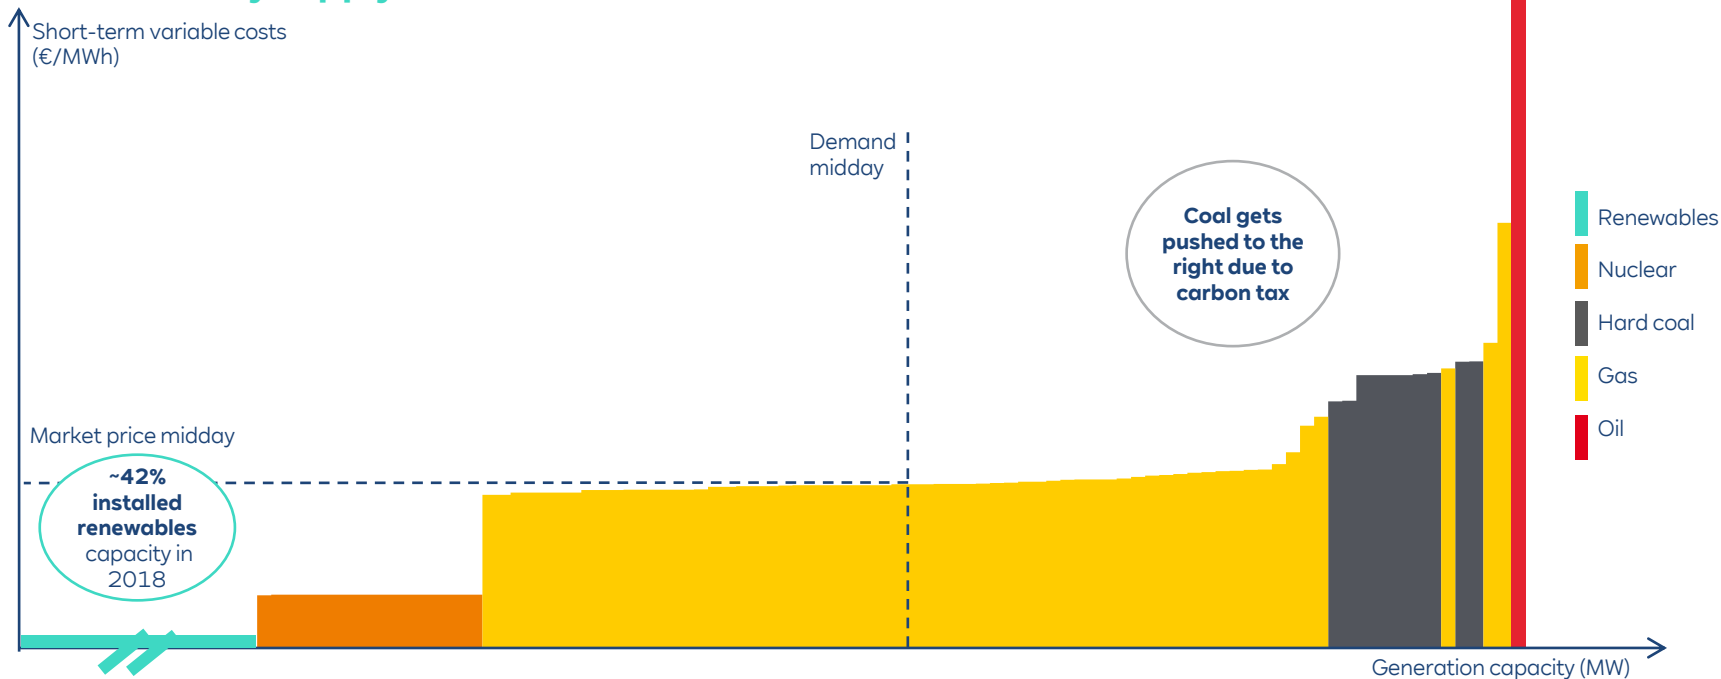 Short-term variable costs
(€/MWh)
Demand
midday
Coal gets
pushed to the
right due to
carbon tax
Renewables
Nuclear
Hard coal
Gas
Oil
Market price midday
~42%
installed
renewables
capacity in
2018
Generation capacity (MW)